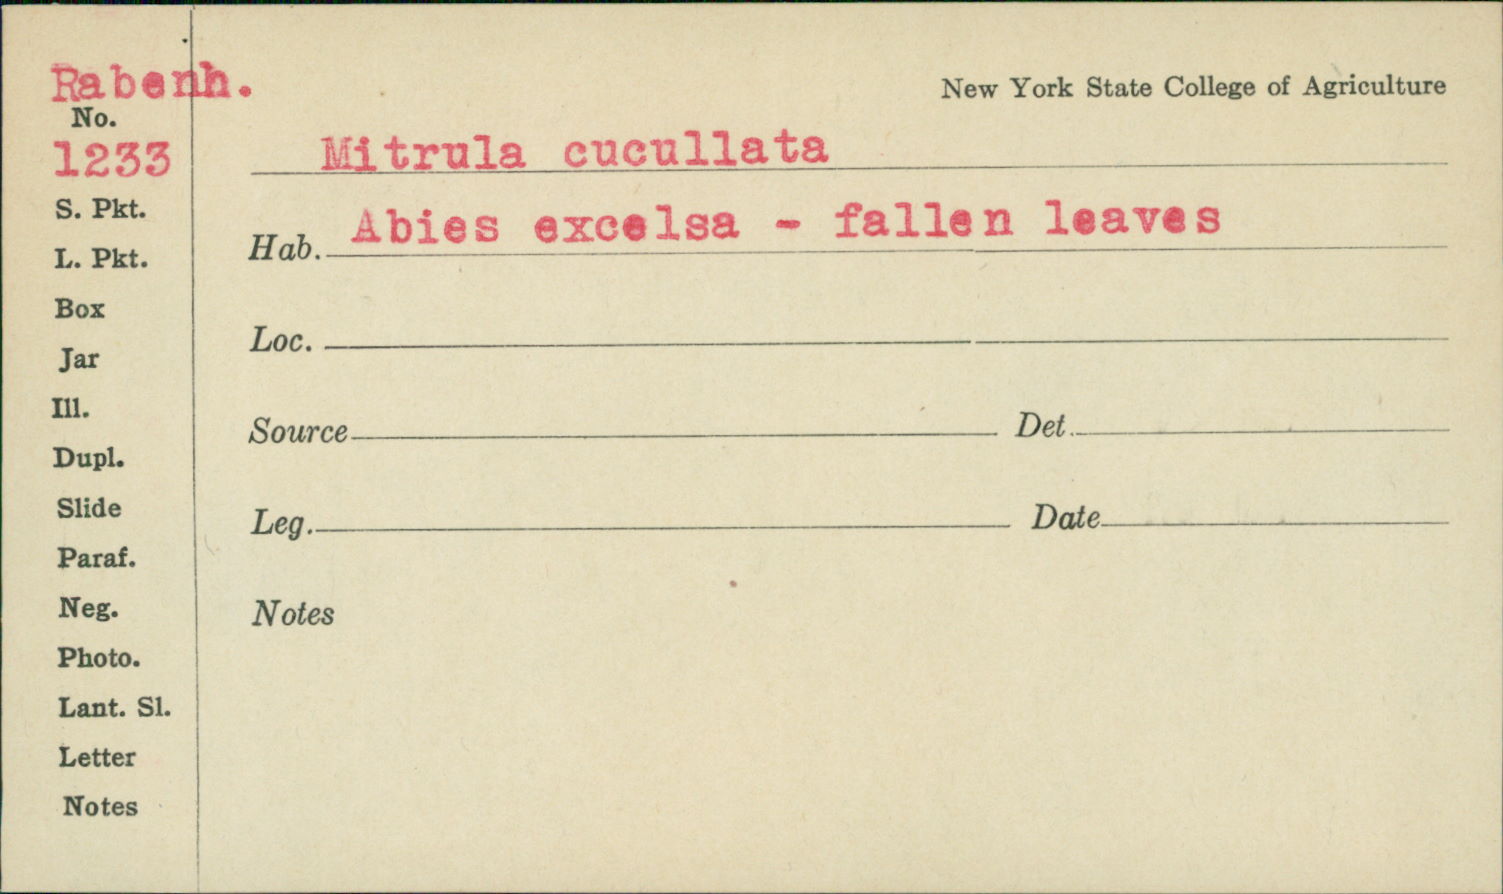 Rabenh.
New York State College of Agriculture
No.
1233
Mitrula cucullata
S. Pkt.
Hab. Abies excelsa - fallen leaves
L. Pkt.
Box
Loc.
Jar
Ill.
Source Det.
Dupl.
Slide
Leg. Date
Paraf.
Neg.
Notes
Photo.
Lant. Sl.
Letter
Notes